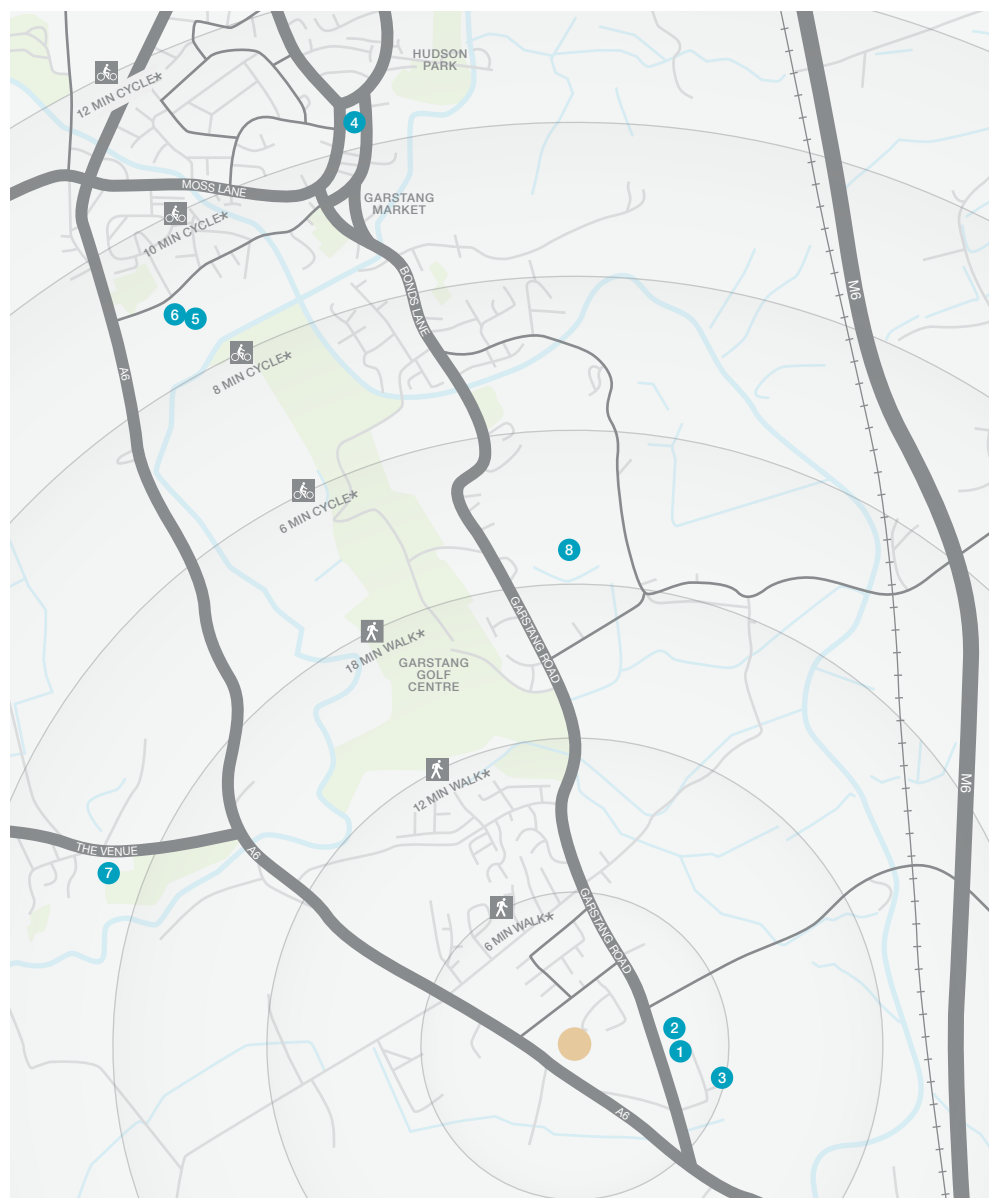 HUDSON
PARK
12 MIN CYCLE*
4
MOSS LANE
GARSTANG
MARKET
10 MIN CYCLE*
BONDS LANE
M6
6
5
8 MIN CYCLE*
A6
6 MIN CYCLE*
8
GARSTANG ROAD
18 MIN WALK*
GARSTANG
GOLF
CENTRE
12 MIN WALK*
M6
THE VENUE
A6
7
GARSTANG ROAD
6 MIN WALK*
2
1
3
A6